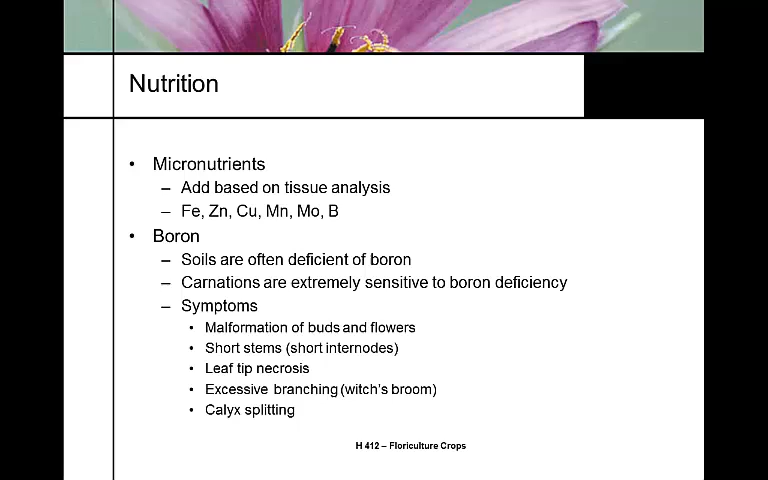 Nutrition
• Micronutrients
– Add based on tissue analysis
– Fe, Zn, Cu, Mn, Mo, B
• Boron
– Soils are often deficient of boron
– Carnations are extremely sensitive to boron deficiency
– Symptoms
• Malformation of buds and flowers
• Short stems (short internodes)
• Leaf tip necrosis
• Excessive branching (witch's broom)
• Calyx splitting
H 412 – Floriculture Crops